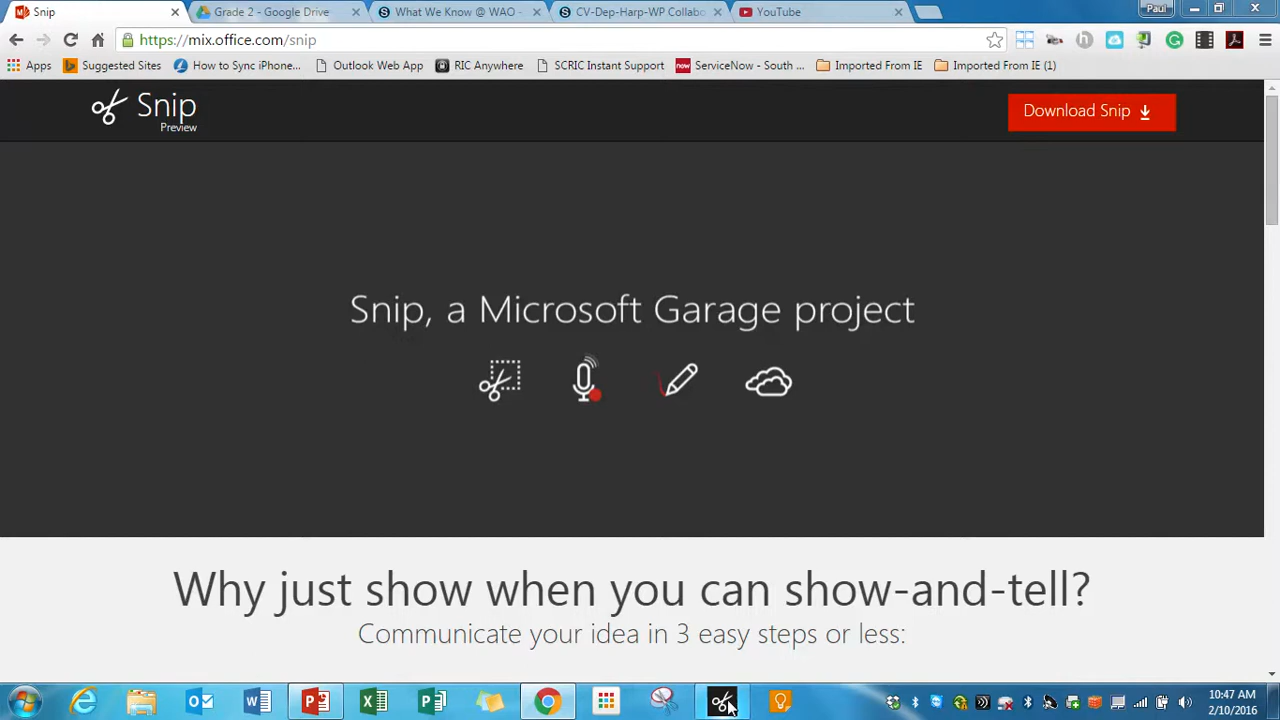 Snip
Grade 2 - Google Drive
What We Know @ WAO -
CV-Dep-Harp-WP Collabo
YouTube
Paul
https://mix.office.com/snip
Apps
Suggested Sites
How to Sync iPhone...
Outlook Web App
RIC Anywhere
SCRIC Instant Support
now
ServiceNow - South ...
Imported From IE
Imported From IE (1)
Snip
Preview
Download Snip
Snip, a Microsoft Garage project
Why just show when you can show-and-tell?
Communicate your idea in 3 easy steps or less:
10:47 AM
2/10/2016